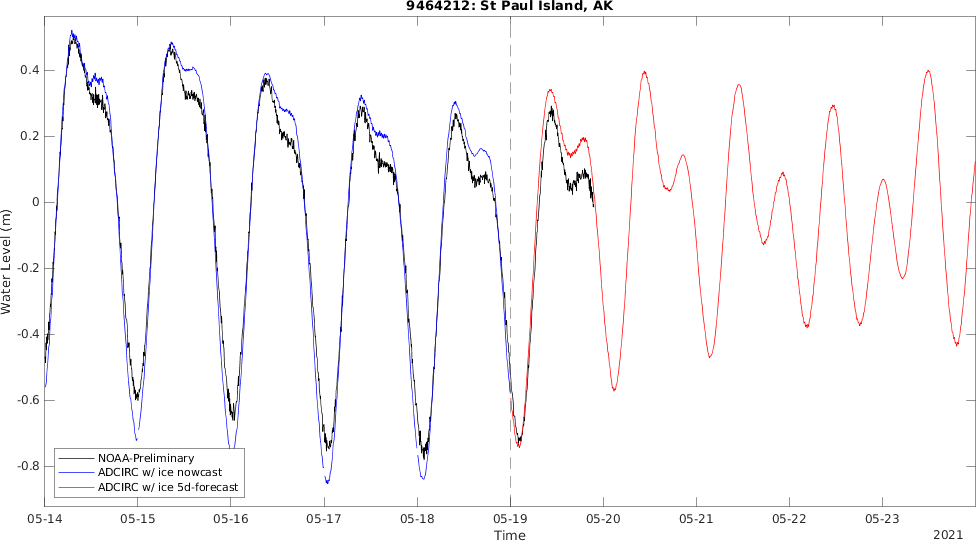 9464212: St Paul Island, AK
0.4
0.2
0
-0.2
-0.4
-0.6
-0.8
Water Level (m)
NOAA-Preliminary
ADCIRC w/ ice nowcast
ADCIRC w/ ice 5d-forecast
05-14 05-15 05-16 05-17 05-18 05-19 05-20 05-21 05-22 05-23
Time
2021